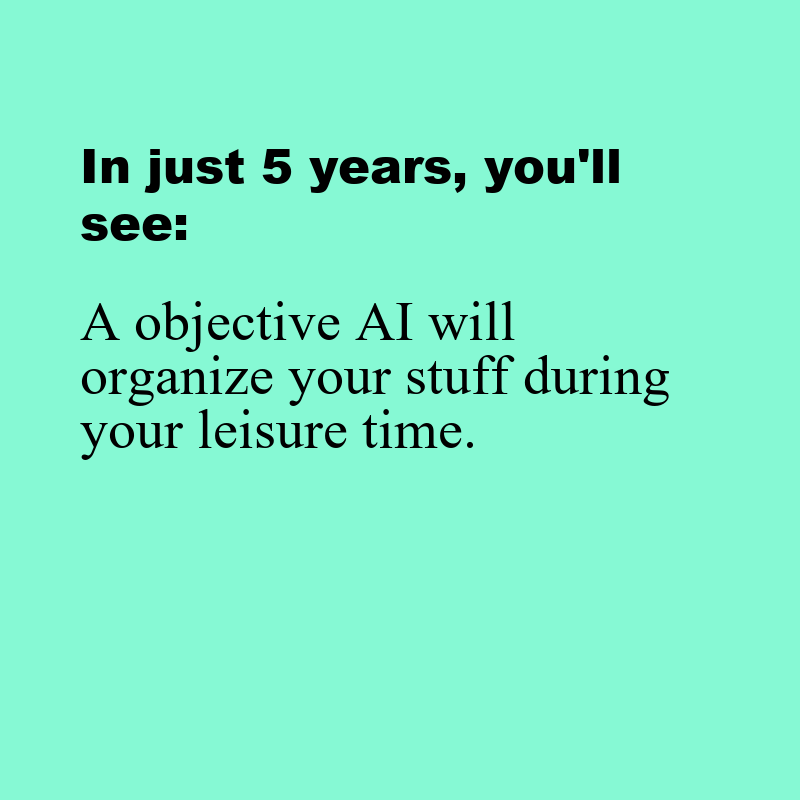 In just 5 years, you'll
see:
A objective AI will
organize your stuff during
your leisure time.